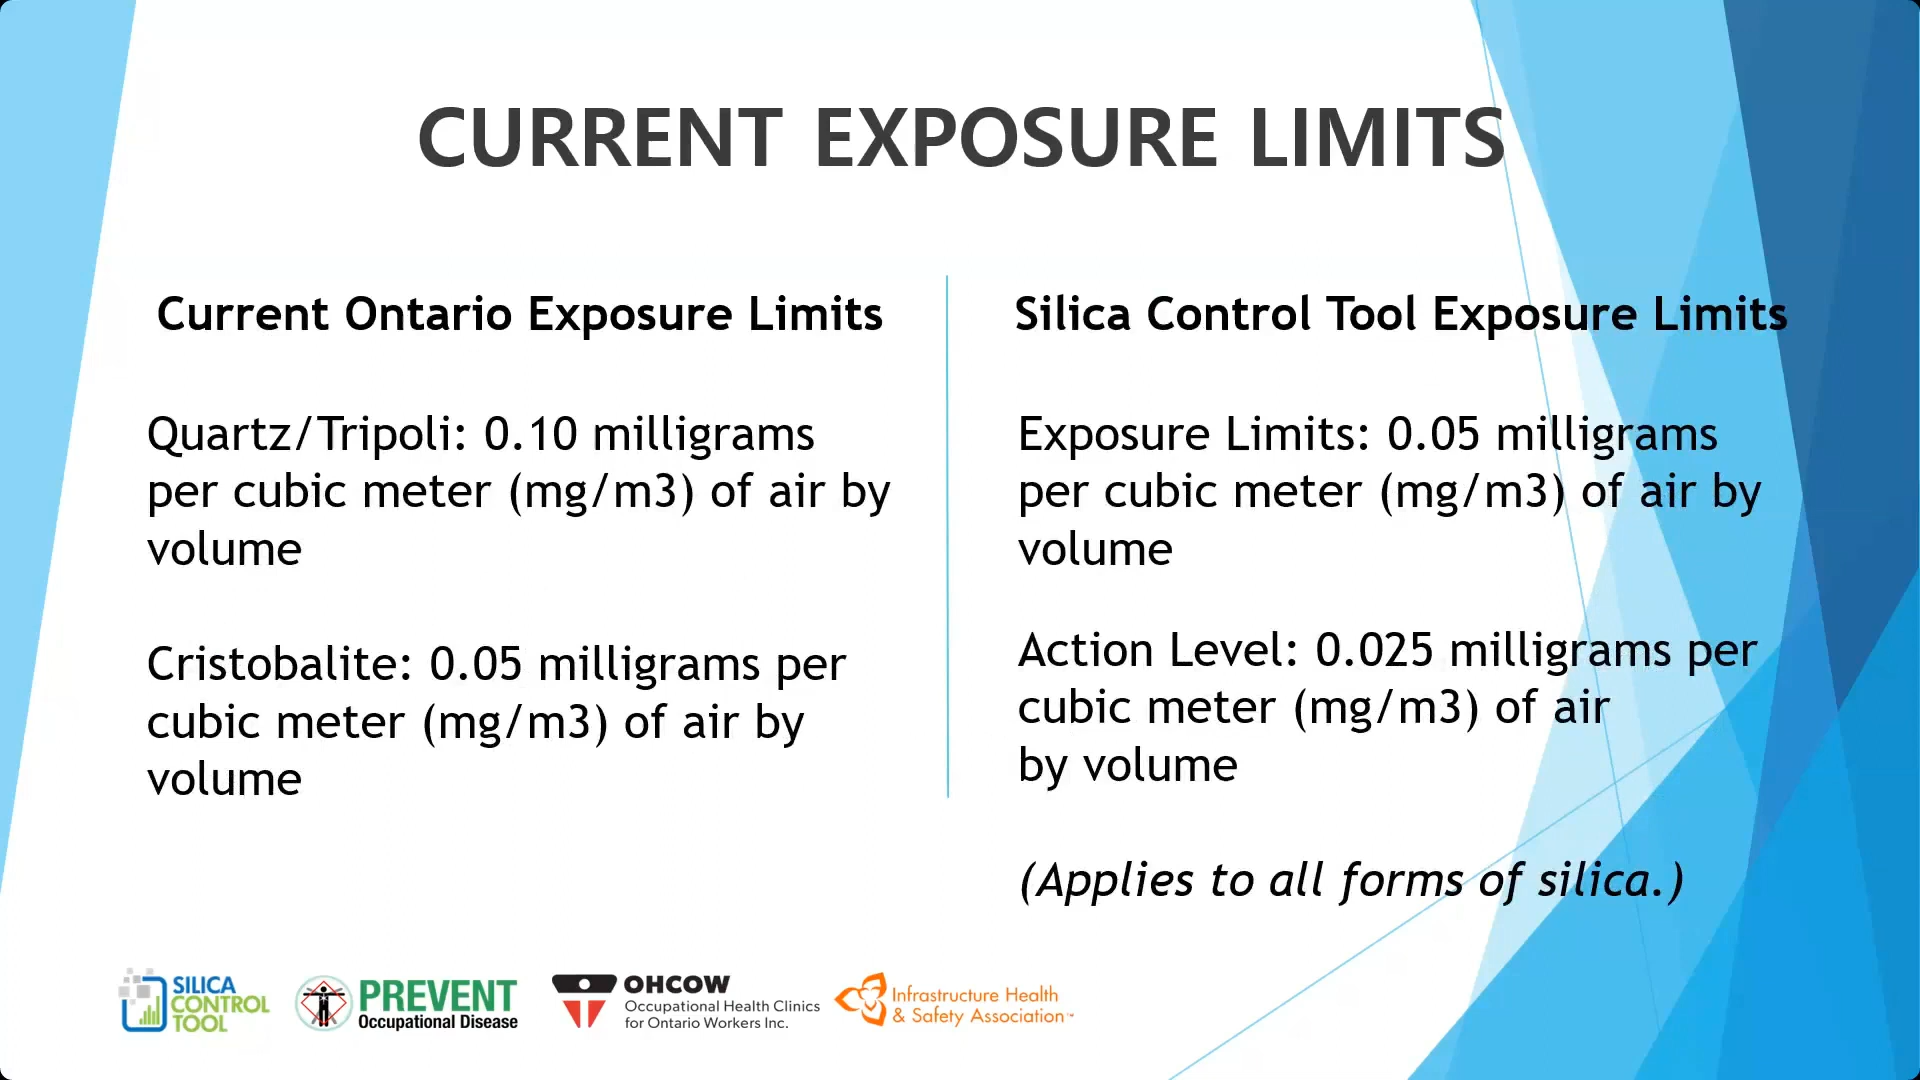 CURRENT EXPOSURE LIMITS
Current Ontario Exposure Limits
Quartz/Tripoli: 0.10 milligrams
per cubic meter (mg/m3) of air by
volume
Cristobalite: 0.05 milligrams per
cubic meter (mg/m3) of air by
volume
Silica Control Tool Exposure Limits
Exposure Limits: 0.05 milligrams
per cubic meter (mg/m3) of air by
volume
Action Level: 0.025 milligrams per
cubic meter (mg/m3) of air
by volume
(Applies to all forms of silica.)
SILICA
CONTROL
TOOL
PREVENT
Occupational Disease
OHCOW
Occupational Health Clinics
for Ontario Workers Inc.
Infrastructure Health
& Safety Association™